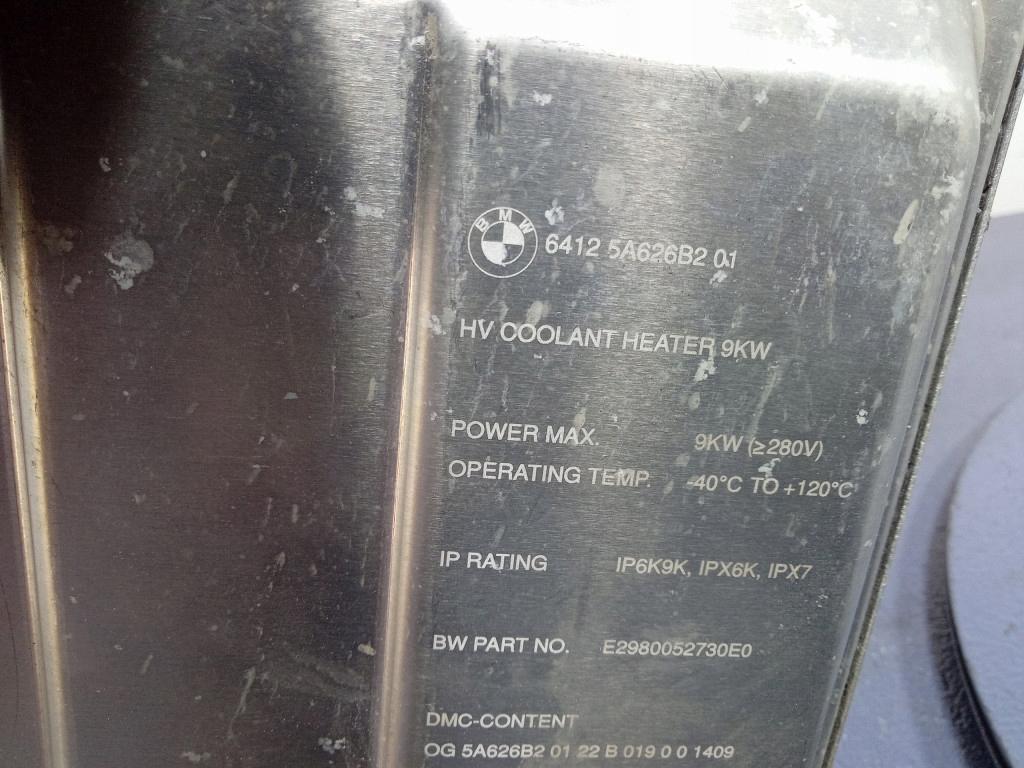 BMW
6412 5A626B2 01
HV COOLANT HEATER 9KW
POWER MAX. 9KW (≥280V)
OPERATING TEMP. -40°C TO +120°C
IP RATING IP6K9K, IPX6K, IPX7
BW PART NO. E2980052730E0
DMC-CONTENT
OG 5A626B2 01 22 B 019 0 0 1409